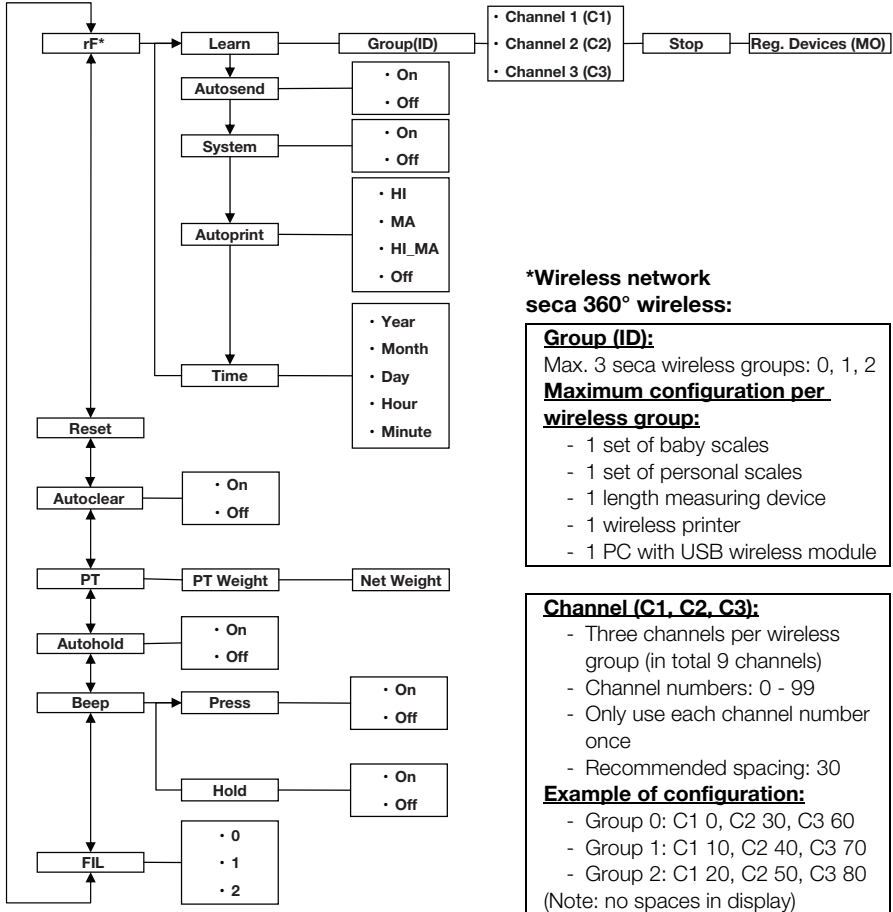 rF*
Learn
Group(ID)
· Channel 1 (C1)
· Channel 2 (C2)
· Channel 3 (C3)
Stop
Reg. Devices (MO)
Autosend
· On
· Off
System
· On
· Off
Autoprint
· HI
· MA
· HI_MA
· Off
Time
· Year
· Month
· Day
· Hour
· Minute
Reset
Autoclear
· On
· Off
PT
PT Weight
Net Weight
Autohold
· On
· Off
Beep
Press
· On
· Off
Hold
· On
· Off
FIL
· 0
· 1
· 2
*Wireless network
seca 360° wireless:
Group (ID):
Max. 3 seca wireless groups: 0, 1, 2
Maximum configuration per
wireless group:
- 1 set of baby scales
- 1 set of personal scales
- 1 length measuring device
- 1 wireless printer
- 1 PC with USB wireless module
Channel (C1, C2, C3):
- Three channels per wireless
group (in total 9 channels)
- Channel numbers: 0 - 99
- Only use each channel number
once
- Recommended spacing: 30
Example of configuration:
- Group 0: C1 0, C2 30, C3 60
- Group 1: C1 10, C2 40, C3 70
- Group 2: C1 20, C2 50, C3 80
(Note: no spaces in display)